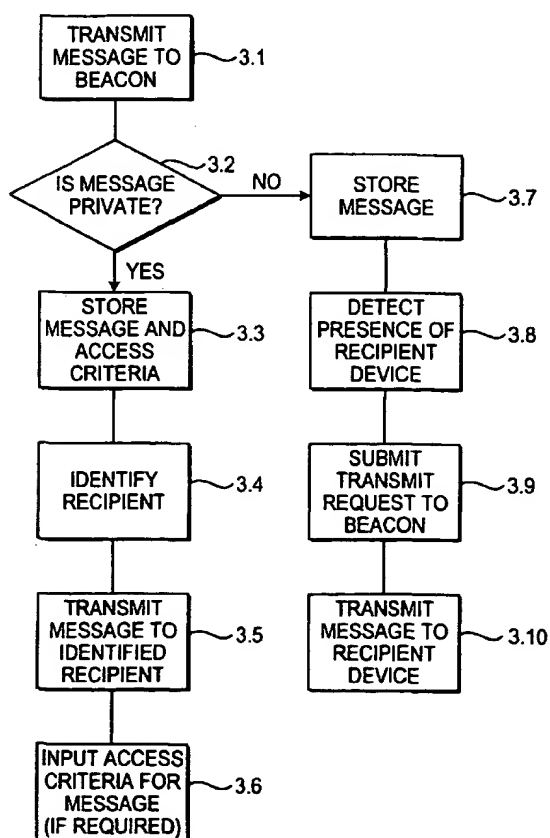 TRANSMIT
MESSAGE TO
BEACON
3.1
IS MESSAGE
PRIVATE?
3.2
NO
YES
STORE
MESSAGE AND
ACCESS
CRITERIA
3.3
IDENTIFY
RECIPIENT
3.4
TRANSMIT
MESSAGE TO
IDENTIFIED
RECIPIENT
3.5
INPUT ACCESS
CRITERIA FOR
MESSAGE
(IF REQUIRED)
3.6
STORE
MESSAGE
3.7
DETECT
PRESENCE OF
RECIPIENT
DEVICE
3.8
SUBMIT
TRANSMIT
REQUEST TO
BEACON
3.9
TRANSMIT
MESSAGE TO
RECIPIENT
DEVICE
3.10